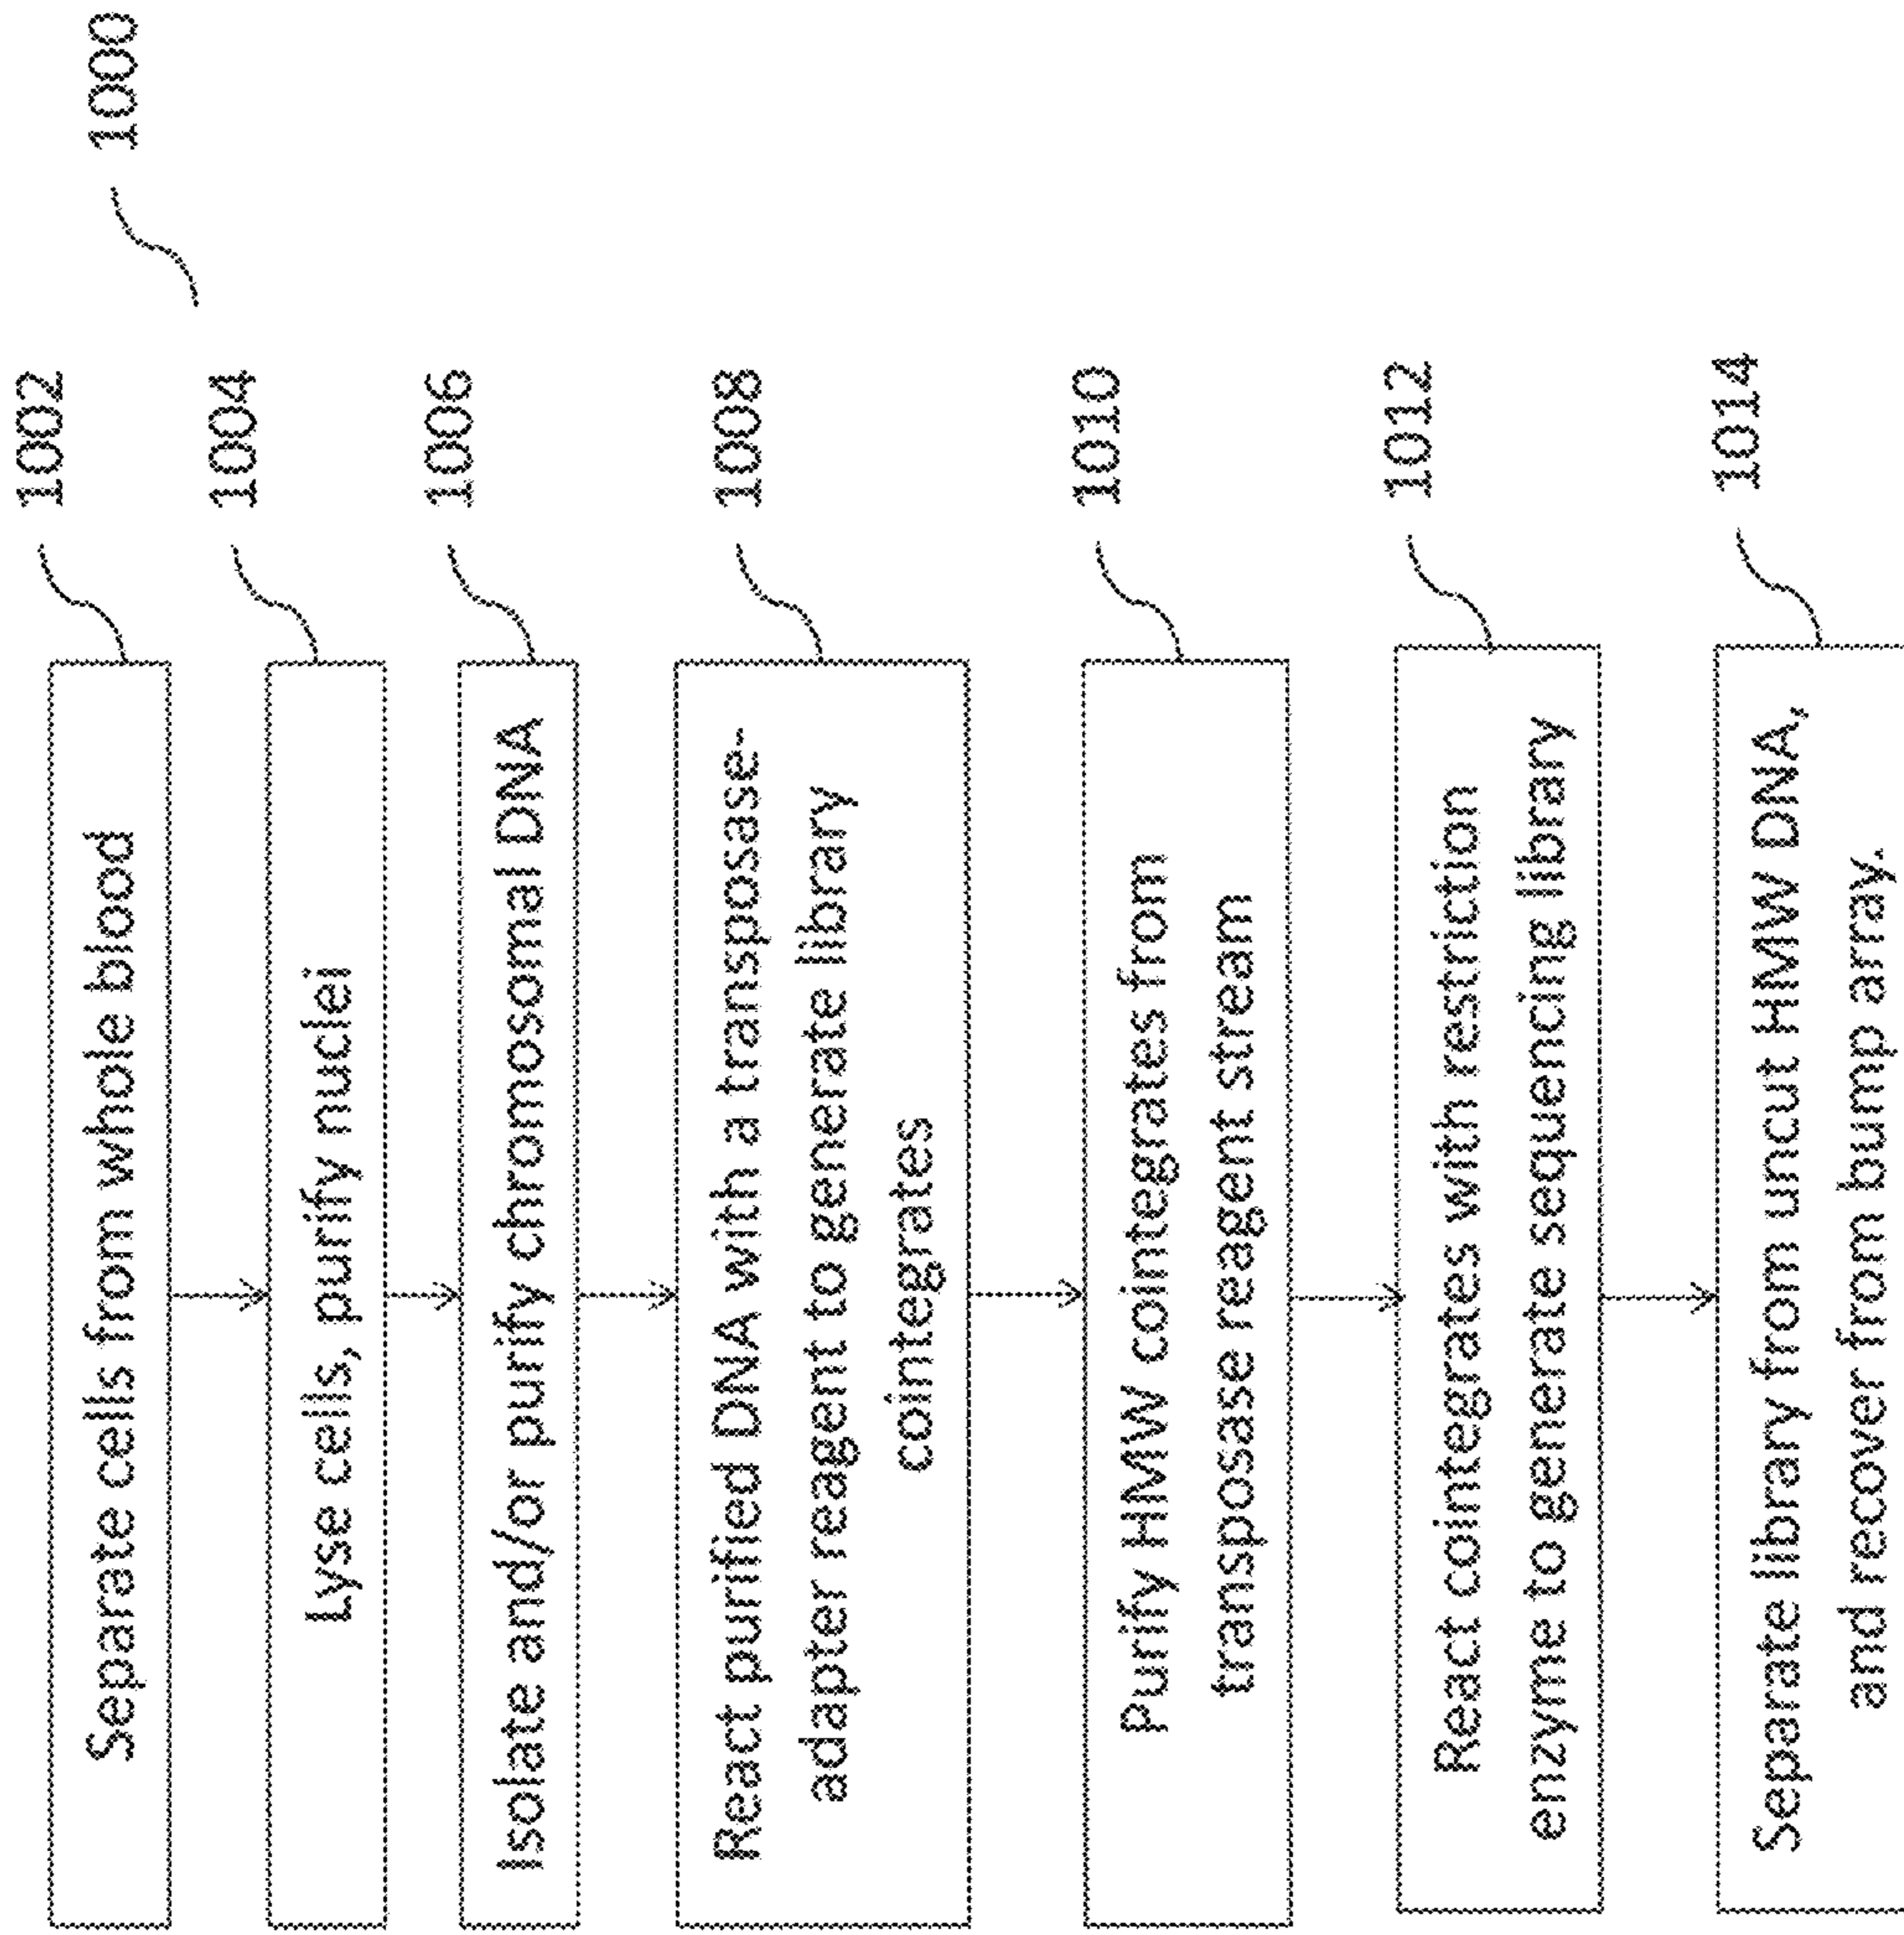 1000
1002
Separate cells from whole blood
1004
Lyse cells, purify nuclei
1006
Isolate and/or purify chromosomal DNA
1008
React purified DNA with a transposase-
adapter reagent to generate library
cointegrates
1010
Purify HMW cointegrates from
transposase reagent stream
1012
React cointegrates with restriction
enzyme to generate sequencing library
1014
Separate library from uncut HMW DNA,
and recover from bump array.